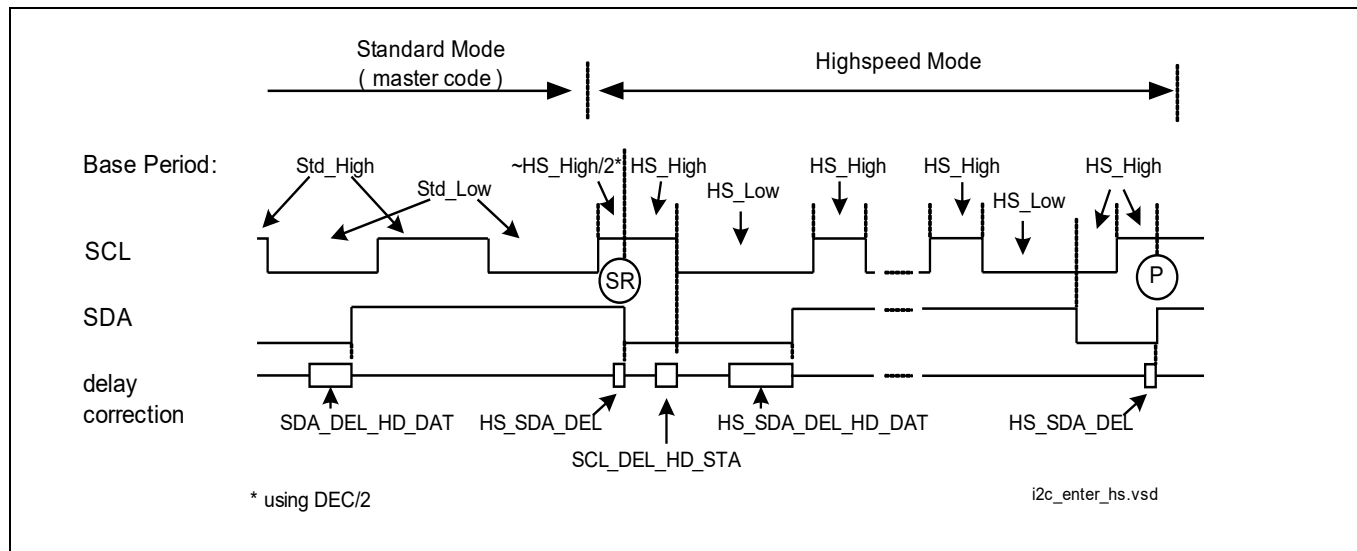 Standard Mode
( master code )
Highspeed Mode
Base Period:
Std_High
Std_Low
~HS_High/2*
HS_High
HS_Low
HS_High
HS_High
HS_Low
HS_High
SCL
SR
P
SDA
delay
correction
SDA_DEL_HD_DAT
HS_SDA_DEL
SCL_DEL_HD_STA
HS_SDA_DEL_HD_DAT
HS_SDA_DEL
* using DEC/2
i2c_enter_hs.vsd